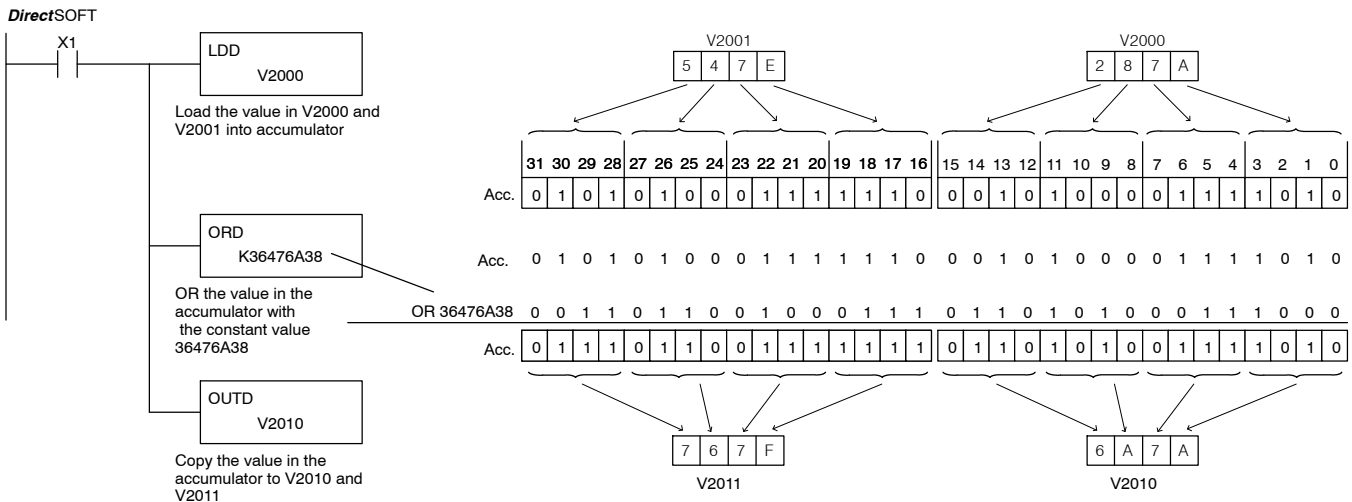 DirectSOFT
X1
LDD
V2000
Load the value in V2000 and
V2001 into accumulator
ORD
K36476A38
OR the value in the
accumulator with
the constant value
36476A38
OUTD
V2010
Copy the value in the
accumulator to V2010 and
V2011
V2001
5 4 7 E
V2000
2 8 7 A
31 30 29 28 27 26 25 24 23 22 21 20 19 18 17 16 15 14 13 12 11 10 9 8 7 6 5 4 3 2 1 0
Acc. 0 1 0 1 0 1 0 0 0 1 1 1 1 1 1 0 0 0 1 0 1 0 0 0 0 1 1 1 1 0 1 0
Acc. 0 1 0 1 0 1 0 0 0 1 1 1 1 1 1 0 0 0 1 0 1 0 0 0 0 1 1 1 1 0 1 0
OR 36476A38 0 0 1 1 0 1 1 0 0 1 0 0 0 1 1 1 0 1 1 0 1 0 1 0 0 0 1 1 1 0 0 0
Acc. 0 1 1 1 0 1 1 0 0 1 1 1 1 1 1 1 0 1 1 0 1 0 1 0 0 1 1 1 1 0 1 0
7 6 7 F
V2011
6 A 7 A
V2010